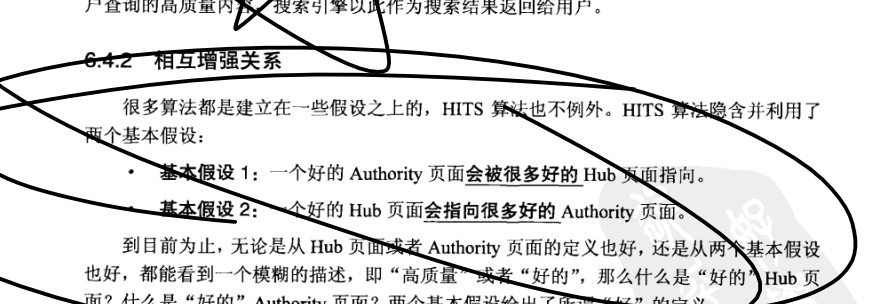 户查询的高质量内容，搜索引擎以此作为搜索结果返回给用户。
6.4.2 相互增强关系
很多算法都是建立在一些假设之上的，HITS 算法也不例外。HITS 算法隐含并利用了
两个基本假设：
· 基本假设 1：一个好的 Authority 页面会被很多好的 Hub 页面指向。
· 基本假设 2：一个好的 Hub 页面会指向很多好的 Authority 页面。
到目前为止，无论是从 Hub 页面或者 Authority 页面的定义也好，还是从两个基本假设
也好，都能看到一个模糊的描述，即“高质量”或者“好的”，那么什么是“好的”Hub 页
面？什么是“好的”Authority 页面？两个基本假设给出了所谓“好”的定义。